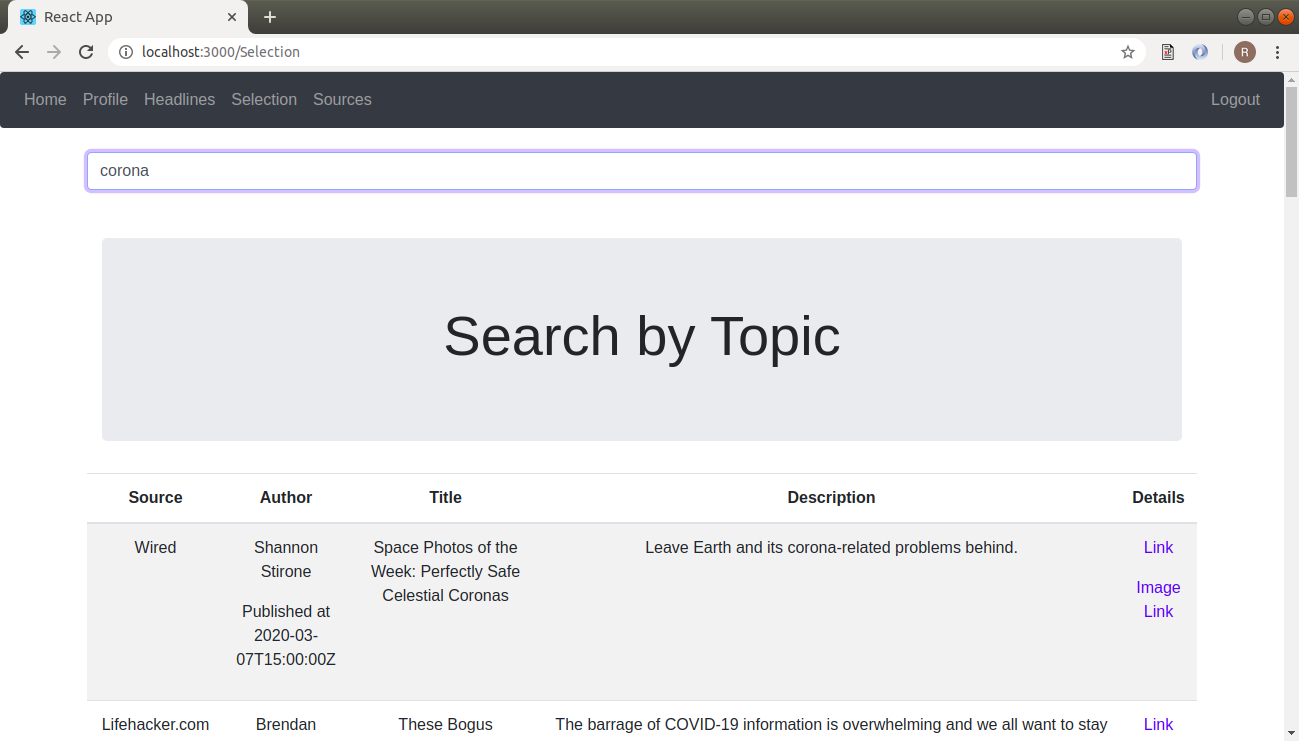 React App
localhost:3000/Selection
R
Home Profile Headlines Selection Sources Logout
corona
Search by Topic
Source Author Title Description Details
Wired Shannon Space Photos of the Leave Earth and its corona-related problems behind. Link
Stirone Week: Perfectly Safe
Celestial Coronas Image
Published at Link
2020-03-
07T15:00:00Z
Lifehacker.com Brendan These Bogus The barrage of COVID-19 information is overwhelming and we all want to stay Link